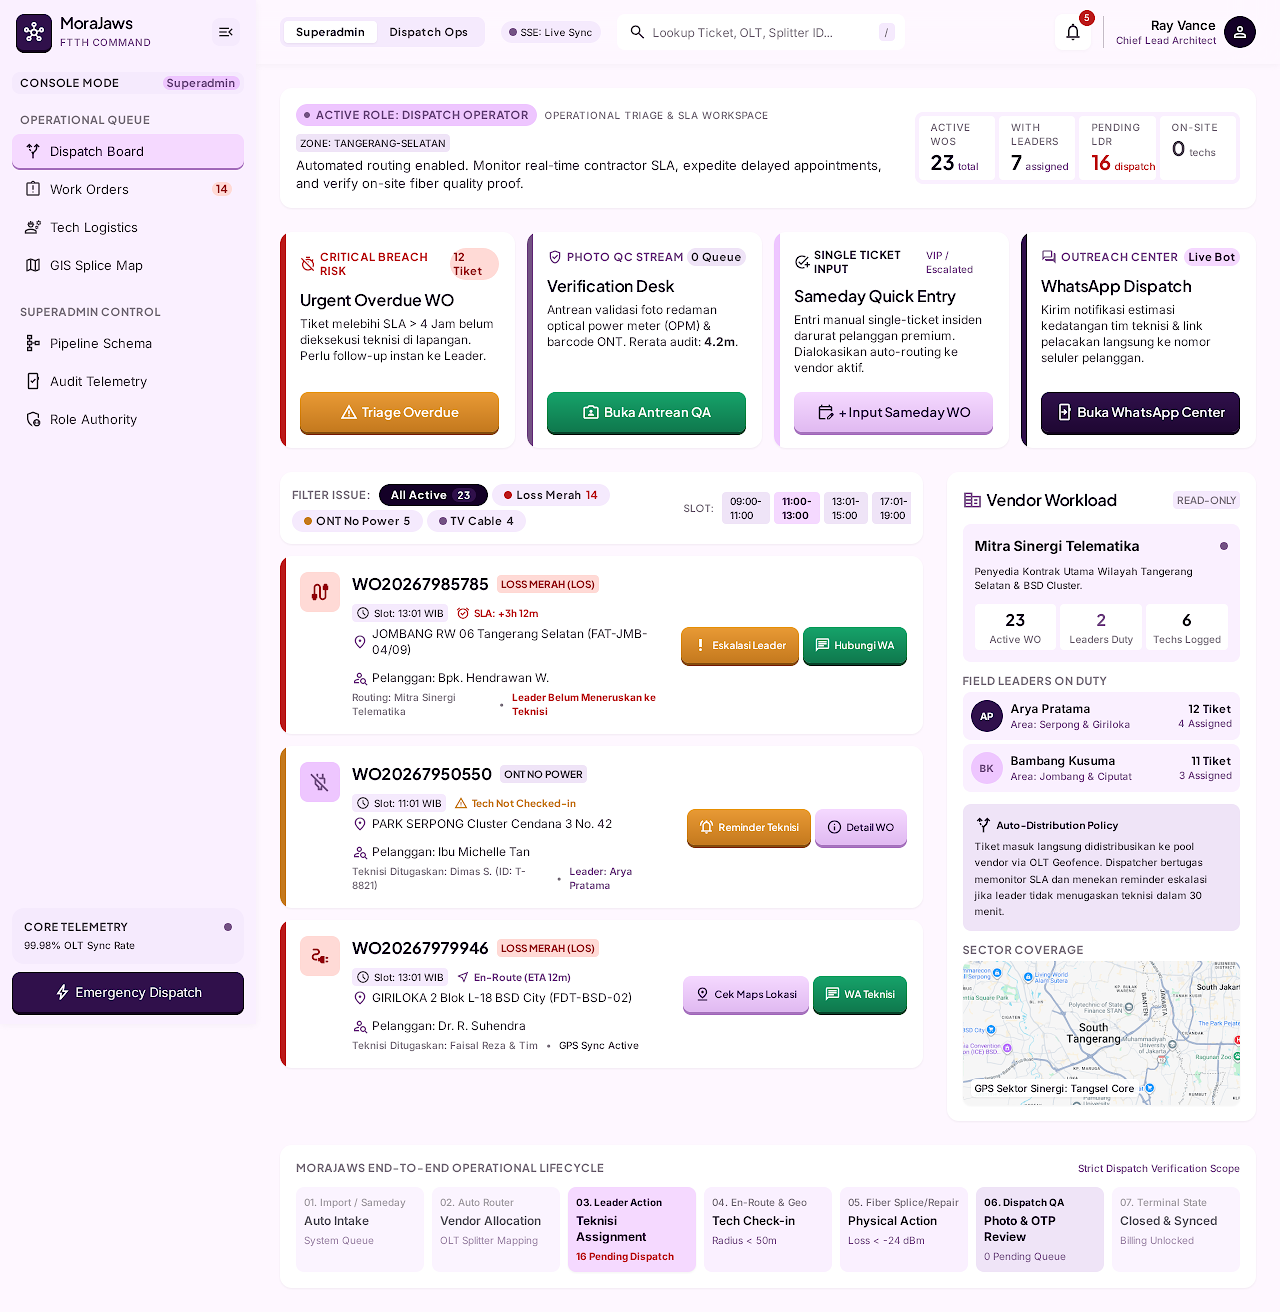 MoraJaws
FTTH COMMAND
CONSOLE MODE
Superadmin
OPERATIONAL QUEUE
Dispatch Board
Work Orders
14
Tech Logistics
GIS Splice Map
SUPERADMIN CONTROL
Pipeline Schema
Audit Telemetry
Role Authority
CORE TELEMETRY
99.98% OLT Sync Rate
Emergency Dispatch
Superadmin
Dispatch Ops
SSE: Live Sync
Lookup Ticket, OLT, Splitter ID...
/
5
Ray Vance
Chief Lead Architect
ACTIVE ROLE: DISPATCH OPERATOR
OPERATIONAL TRIAGE & SLA WORKSPACE
ZONE: TANGERANG-SELATAN
Automated routing enabled. Monitor real-time contractor SLA, expedite delayed appointments,
and verify on-site fiber quality proof.
ACTIVE
WOS
23 total
WITH
LEADERS
7 assigned
PENDING
LDR
16 dispatch
ON-SITE
0 techs
CRITICAL BREACH
RISK
12
Tiket
Urgent Overdue WO
Tiket melebihi SLA > 4 Jam belum
dieksekusi teknisi di lapangan.
Perlu follow-up instan ke Leader.
Triage Overdue
PHOTO QC STREAM
0 Queue
Verification Desk
Antrean validasi foto redaman
optical power meter (OPM) &
barcode ONT. Rerata audit: 4.2m.
Buka Antrean QA
SINGLE TICKET
INPUT
VIP /
Escalated
Sameday Quick Entry
Entri manual single-ticket insiden
darurat pelanggan premium.
Dialokasikan auto-routing ke
vendor aktif.
+ Input Sameday WO
OUTREACH CENTER
Live Bot
WhatsApp Dispatch
Kirim notifikasi estimasi
kedatangan tim teknisi & link
pelacakan langsung ke nomor
seluler pelanggan.
Buka WhatsApp Center
FILTER ISSUE:
All Active 23
Loss Merah 14
ONT No Power 5
TV Cable 4
SLOT:
09:00-
11:00
11:00-
13:00
13:01-
15:00
17:01-
19:00
WO20267985785
LOSS MERAH (LOS)
Slot: 13:01 WIB
SLA: +3h 12m
JOMBANG RW 06 Tangerang Selatan (FAT-JMB-
04/09)
Pelanggan: Bpk. Hendrawan W.
Routing: Mitra Sinergi
Telematika
•
Leader Belum Meneruskan ke
Teknisi
Eskalasi Leader
Hubungi WA
WO20267950550
ONT NO POWER
Slot: 11:01 WIB
Tech Not Checked-in
PARK SERPONG Cluster Cendana 3 No. 42
Pelanggan: Ibu Michelle Tan
Teknisi Ditugaskan: Dimas S. (ID: T-
8821)
•
Leader: Arya
Pratama
Reminder Teknisi
Detail WO
WO20267979946
LOSS MERAH (LOS)
Slot: 13:01 WIB
En-Route (ETA 12m)
GIRILOKA 2 Blok L-18 BSD City (FDT-BSD-02)
Pelanggan: Dr. R. Suhendra
Teknisi Ditugaskan: Faisal Reza & Tim • GPS Sync Active
Cek Maps Lokasi
WA Teknisi
Vendor Workload
READ-ONLY
Mitra Sinergi Telematika
Penyedia Kontrak Utama Wilayah Tangerang
Selatan & BSD Cluster.
23
Active WO
2
Leaders Duty
6
Techs Logged
FIELD LEADERS ON DUTY
AP
Arya Pratama
Area: Serpong & Giriloka
12 Tiket
4 Assigned
BK
Bambang Kusuma
Area: Jombang & Ciputat
11 Tiket
3 Assigned
Auto-Distribution Policy
Tiket masuk langsung didistribusikan ke pool
vendor via OLT Geofence. Dispatcher bertugas
memonitor SLA dan menekan reminder eskalasi
jika leader tidak menugaskan teknisi dalam 30
menit.
SECTOR COVERAGE
Living World
Alam Sutera
South Jakart
Polytechnic of State
Finance STAN
BANTEN
JAKARTA
South
Tangerang
Muhammadiyah
University
of Jakarta
The Park Pejate
Ragunan Zoo
BSD City
KP. MARUGA
GPS Sektor Sinergi: Tangsel Core
MORAJAWS END-TO-END OPERATIONAL LIFECYCLE
Strict Dispatch Verification Scope
01. Import / Sameday
Auto Intake
System Queue
02. Auto Router
Vendor Allocation
OLT Splitter Mapping
03. Leader Action
Teknisi
Assignment
16 Pending Dispatch
04. En-Route & Geo
Tech Check-in
Radius < 50m
05. Fiber Splice/Repair
Physical Action
Loss < -24 dBm
06. Dispatch QA
Photo & OTP
Review
0 Pending Queue
07. Terminal State
Closed & Synced
Billing Unlocked